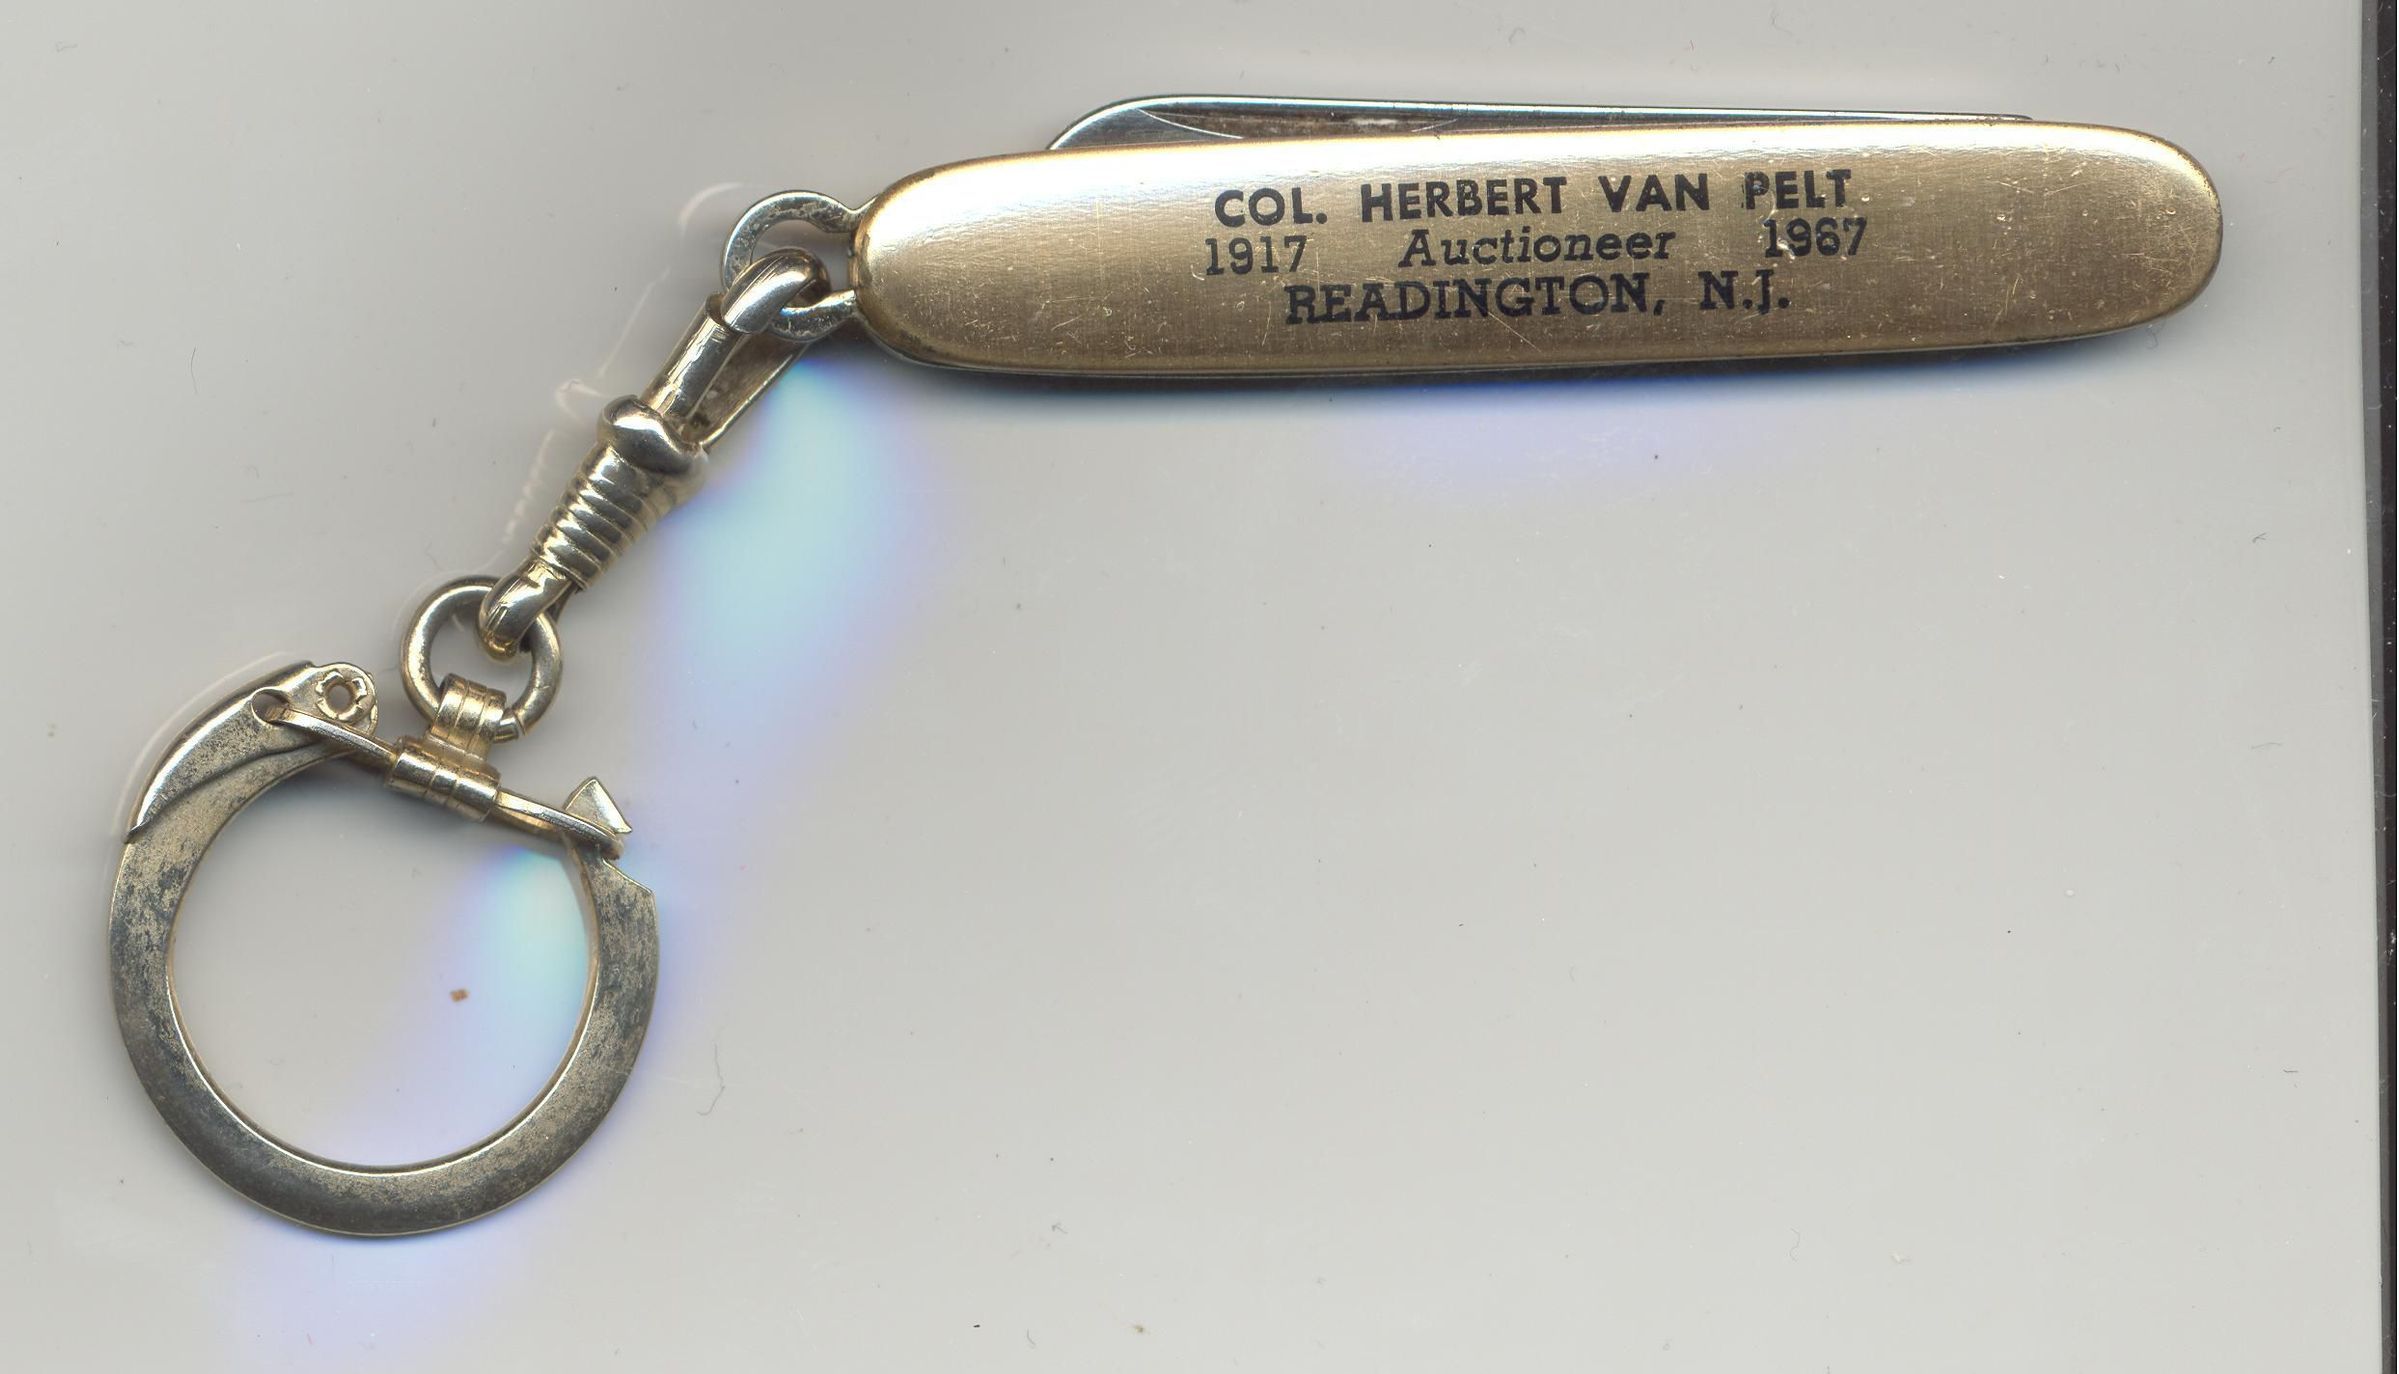 COL. HERBERT VAN PELT
1917 Auctioneer 1967
READINGTON, N.J.